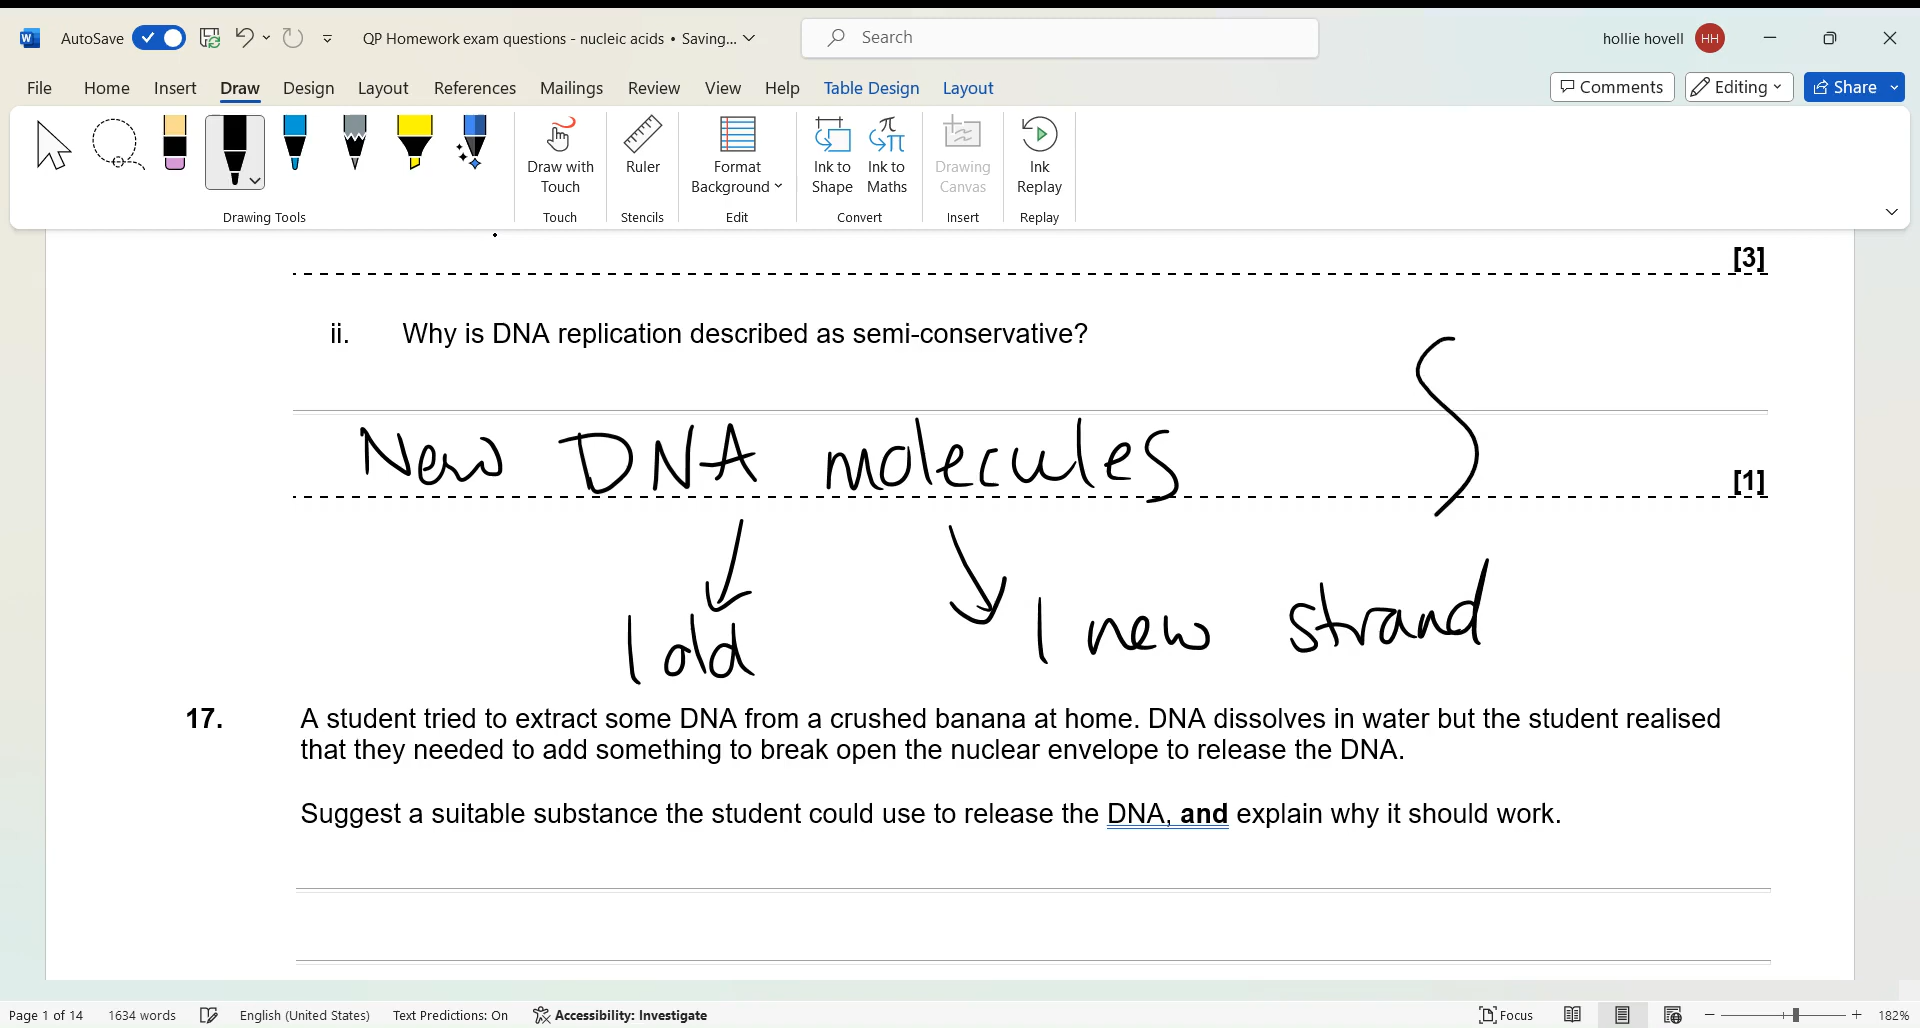 AutoSave
QP Homework exam questions - nucleic acids • Saving...
Search
hollie hovell HH
File Home Insert Draw Design Layout References Mailings Review View Help Table Design Layout
Comments Editing Share
Draw with Touch
Ruler
Format Background
Ink to Shape
Ink to Maths
Drawing Canvas
Ink Replay
Drawing Tools Touch Stencils Edit Convert Insert Replay
[3]
ii. Why is DNA replication described as semi-conservative?
New DNA molecules
[1]
1 old 1 new strand
17. A student tried to extract some DNA from a crushed banana at home. DNA dissolves in water but the student realised
that they needed to add something to break open the nuclear envelope to release the DNA.
Suggest a suitable substance the student could use to release the DNA, and explain why it should work.
Page 1 of 14 1634 words English (United States) Text Predictions: On Accessibility: Investigate Focus 182%